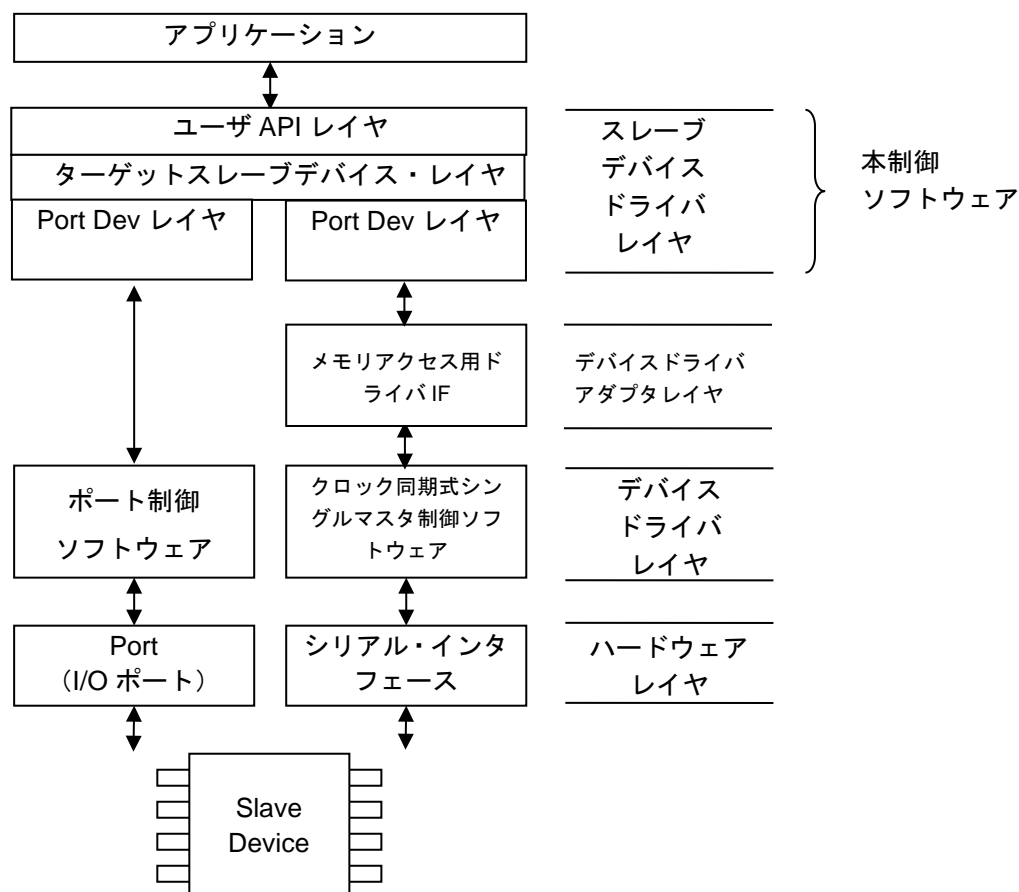 アプリケーション
ユーザ API レイヤ
ターゲットスレーブデバイス・レイヤ
Port Dev レイヤ
Port Dev レイヤ
スレーブ
デバイス
ドライバ
レイヤ
本制御
ソフトウェア
メモリアクセス用ド
ライバ IF
デバイスドライバ
アダプタレイヤ
ポート制御
ソフトウェア
クロック同期式シン
グルマスタ制御ソフ
トウェア
デバイス
ドライバ
レイヤ
Port
（I/O ポート）
シリアル・インタ
フェース
ハードウェア
レイヤ
Slave
Device